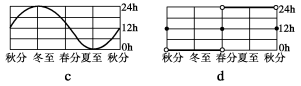 24h
12h
0h
秋分 冬至 春分 夏至 秋分
c
24h
12h
0h
秋分 冬至 春分 夏至 秋分
d